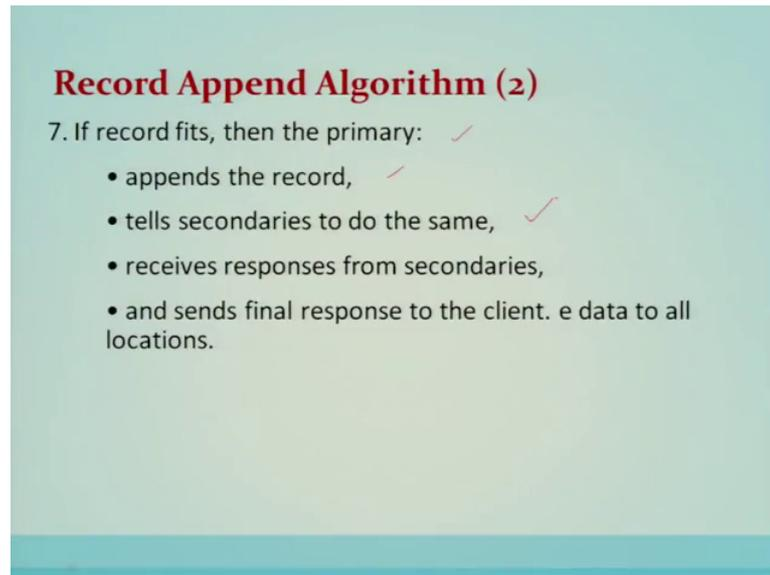 Record Append Algorithm (2)
7. If record fits, then the primary:
• appends the record,
• tells secondaries to do the same,
• receives responses from secondaries,
• and sends final response to the client. e data to all
locations.